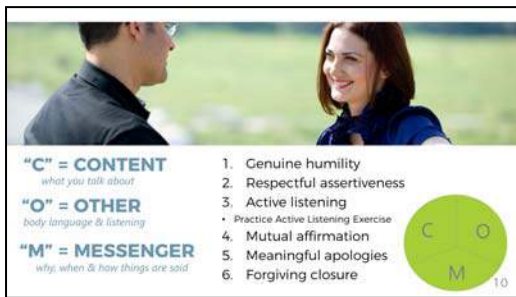 "C" = CONTENT
what you talk about
"O" = OTHER
body language & listening
"M" = MESSENGER
why, when & how things are said
1. Genuine humility
2. Respectful assertiveness
3. Active listening
• Practice Active Listening Exercise
4. Mutual affirmation
5. Meaningful apologies
6. Forgiving closure
C O
M
10